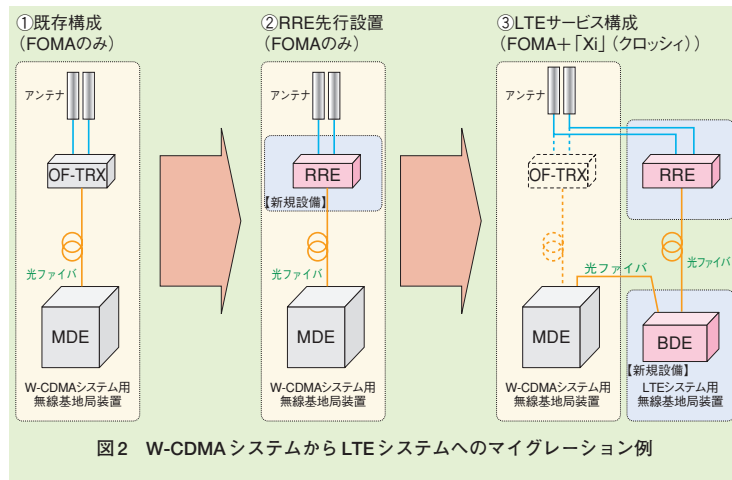 ①既存構成
（FOMAのみ）
アンテナ
OF-TRX
光ファイバ
MDE
W-CDMAシステム用
無線基地局装置
②RRE先行設置
（FOMAのみ）
アンテナ
RRE
【新規設備】
光ファイバ
MDE
W-CDMAシステム用
無線基地局装置
③LTEサービス構成
（FOMA＋「Xi」（クロッシィ））
アンテナ
OF-TRX
RRE
光ファイバ
光ファイバ
MDE
BDE
【新規設備】
W-CDMAシステム用
無線基地局装置
LTEシステム用
無線基地局装置
図2 W-CDMAシステムからLTEシステムへのマイグレーション例